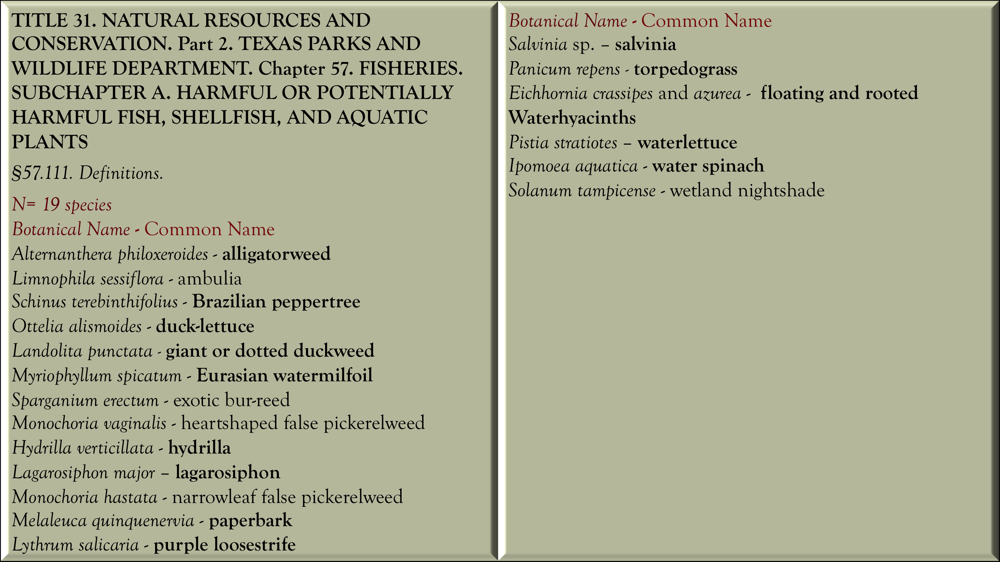 TITLE 31. NATURAL RESOURCES AND
CONSERVATION. Part 2. TEXAS PARKS AND
WILDLIFE DEPARTMENT. Chapter 57. FISHERIES.
SUBCHAPTER A. HARMFUL OR POTENTIALLY
HARMFUL FISH, SHELLFISH, AND AQUATIC
PLANTS
§57.111. Definitions.
N= 19 species
Botanical Name - Common Name
Alternanthera philoxeroides - alligatorweed
Limnophila sessiflora - ambulia
Schinus terebinthifolius - Brazilian peppertree
Ottelia alismoides - duck-lettuce
Landolita punctata - giant or dotted duckweed
Myriophyllum spicatum - Eurasian watermilfoil
Sparganium erectum - exotic bur-reed
Monochoria vaginalis - heartshaped false pickerelweed
Hydrilla verticillata - hydrilla
Lagarosiphon major – lagarosiphon
Monochoria hastata - narrowleaf false pickerelweed
Melaleuca quinquenervia - paperbark
Lythrum salicaria - purple loosestrife
Botanical Name - Common Name
Salvinia sp. – salvinia
Panicum repens - torpedograss
Eichhornia crassipes and azurea - floating and rooted
Waterhyacinths
Pistia stratiotes – waterlettuce
Ipomoea aquatica - water spinach
Solanum tampicense - wetland nightshade